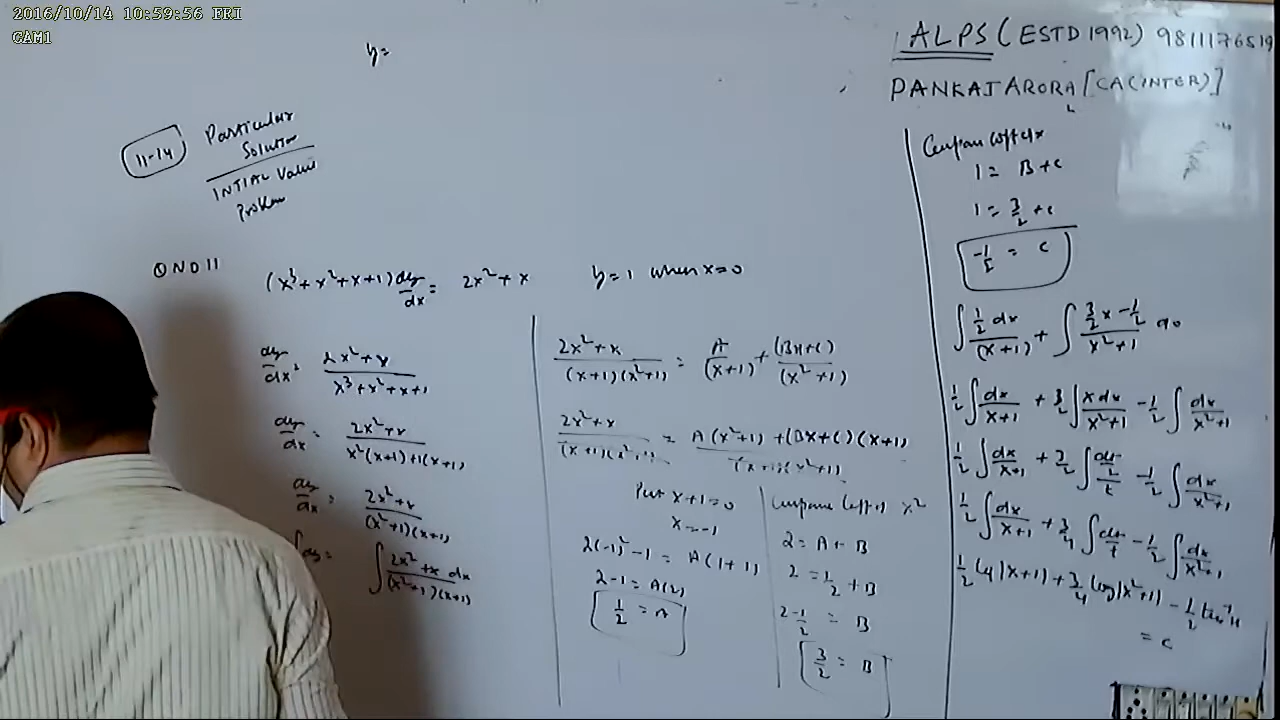 2016/10/14 10:59:56 FRI
CAM1
y=
ALPS (ESTD 1992) 9811176519
PANKAJ ARORA [CA(INTER)]
11-14
Particular
Solution
INTIAL Value
Problem
Q NO 11
(x³+x²+x+1) dy/dx = 2x²+x
y=1 when x=0
dy/dx = 2x²+x / x³+x²+x+1
dy/dx = 2x²+x / x²(x+1)+1(x+1)
dy/dx = 2x²+x / (x²+1)(x+1)
∫dy = ∫ 2x²+x dx / (x²+1)(x+1)
2x²+x / (x+1)(x²+1) = A/(x+1) + (Bx+C)/(x²+1)
2x²+x / (x+1)(x²+1) = A(x²+1)+(Bx+C)(x+1) / (x+1)(x²+1)
Put x+1=0
x=-1
2(-1)²-1 = A(1+1)
2-1=A(2)
1/2 = A
Compare x²
2=A+B
2=1/2+B
2-1/2 = B
3/2 = B
Compare x
1= B+C
1= 3/2+C
-1/2 = C
∫ 1/2 dx/(x+1) + ∫ 3/2x-1/2 / x²+1 dx
1/2 ∫ dx/x+1 + 3/2 ∫ x dx/x²+1 - 1/2 ∫ dx/x²+1
1/2 ∫ dx/x+1 + 3/2 ∫ dt/2 / t - 1/2 ∫ dx/x²+1
1/2 ∫ dx/x+1 + 3/4 ∫ dt/t - 1/2 ∫ dx/x²+1
1/2 log|x+1| + 3/4 log|x²+1| - 1/2 tan⁻¹x
= c